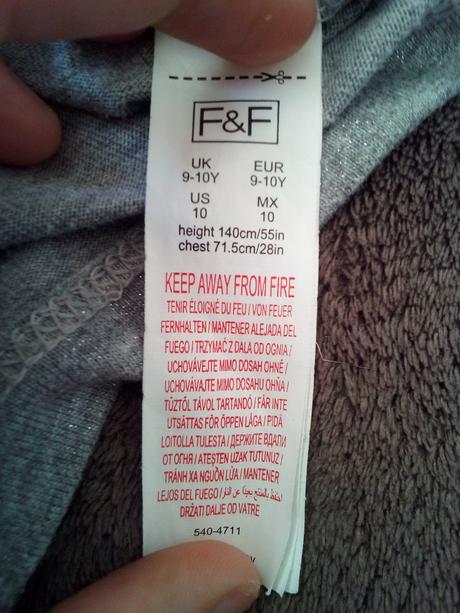 F&F
UK EUR
9-10Y 9-10Y
US MX
10 10
height 140cm/55in
chest 71.5cm/28in
KEEP AWAY FROM FIRE
TENIR ÉLOIGNÉ DU FEU / VON FEUER
FERNHALTEN / MANTENER ALEJADA DEL
FUEGO / TRZYMAĆ Z DALA OD OGNIA /
UCHOVÁVEJTE MIMO DOSAH OHNĚ /
UCHOVÁVAJTE MIMO DOSAHU OHŇA /
TŰZTŐL TÁVOL TARTANDÓ / FÅR INTE
UTSÄTTAS FÖR ÖPPEN LÅGA / PIDÄ
LOITOLLA TULESTA / ДЕРЖИТЕ ВДАЛИ
ОТ ОГНЯ / ATEŞTEN UZAK TUTUNUZ /
TRÁNH XA NGUỒN LỬA / MANTENER
LEJOS DEL FUEGO / احتفظ بالمنتج بعيدًا عن النار /
DRŽATI DALJE OD VATRE
540-4711